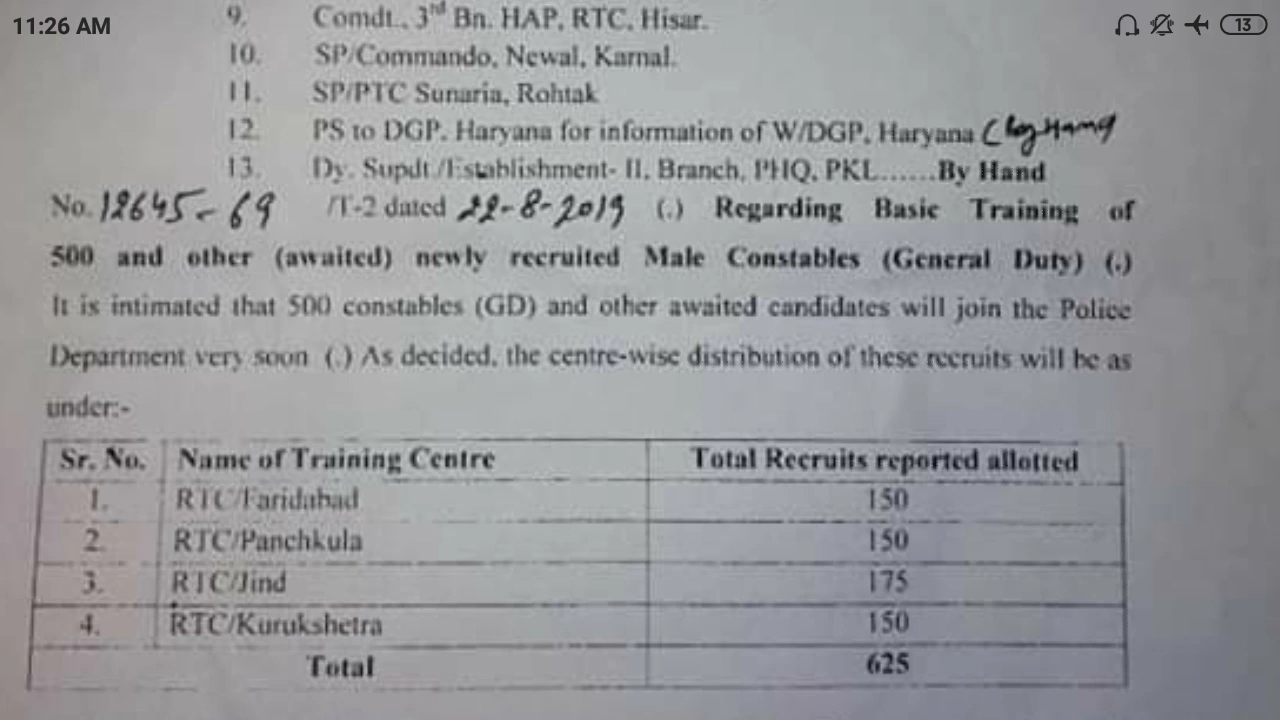 11:26 AM
13
9. Comdt., 3rd Bn. HAP, RTC, Hisar.
10. SP/Commando, Newal, Karnal.
11. SP/PTC Sunaria, Rohtak
12. PS to DGP, Haryana for information of W/DGP, Haryana
13. Dy. Supdt./Establishment- II, Branch, PHQ, PKL.......By Hand
No. 12645-69 /T-2 dated 22-8-2019 (.) Regarding Basic Training of
500 and other (awaited) newly recruited Male Constables (General Duty) (.)
It is intimated that 500 constables (GD) and other awaited candidates will join the Police
Department very soon (.) As decided, the centre-wise distribution of these recruits will be as
under:-
Sr. No. Name of Training Centre Total Recruits reported allotted
1. RTC/Faridabad 150
2. RTC/Panchkula 150
3. RTC/Jind 175
4. RTC/Kurukshetra 150
Total 625